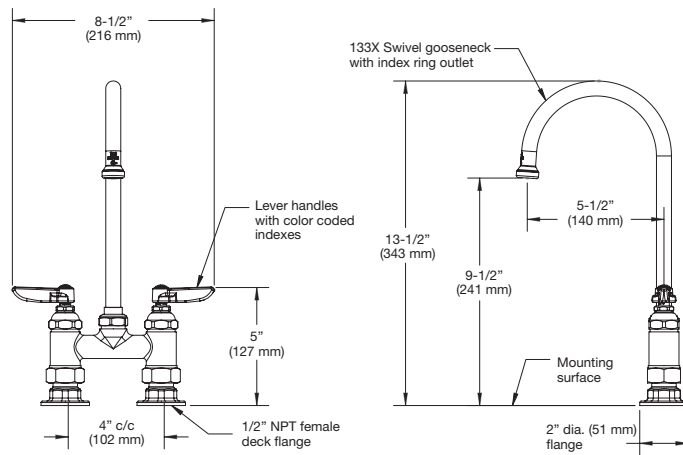 8-1/2”
(216 mm)
133X Swivel gooseneck
with index ring outlet
Lever handles
with color coded
indexes
13-1/2”
(343 mm)
5-1/2”
(140 mm)
9-1/2”
(241 mm)
5”
(127 mm)
Mounting
surface
4” c/c
(102 mm)
1/2” NPT female
deck flange
2” dia. (51 mm)
flange